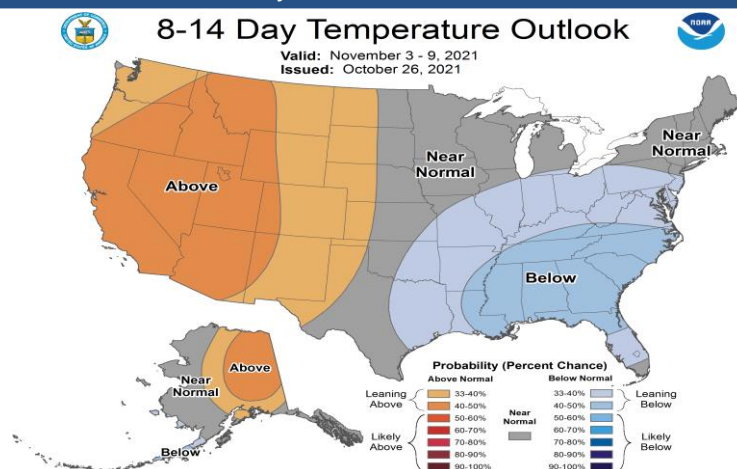 8-14 Day Temperature Outlook
Valid: November 3 - 9, 2021
Issued: October 26, 2021
NOAA
Above
Near
Normal
Near
Normal
Below
Above
Near
Normal
Below
Probability (Percent Chance)
Above Normal
Below Normal
Leaning
Above
33-40%
40-50%
Likely
Above
50-60%
60-70%
70-80%
80-90%
90-100%
Near
Normal
33-40%
40-50%
Leaning
Below
50-60%
60-70%
70-80%
80-90%
90-100%
Likely
Below